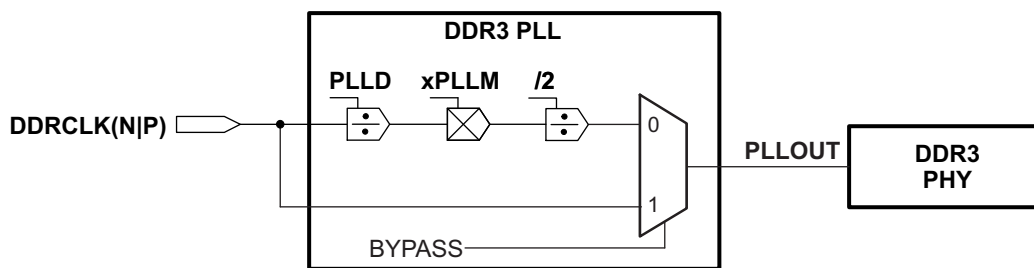 DDR3 PLL
PLLD
xPLLM
/2
DDRCLK(N|P)
0
PLLOUT
DDR3
PHY
1
BYPASS